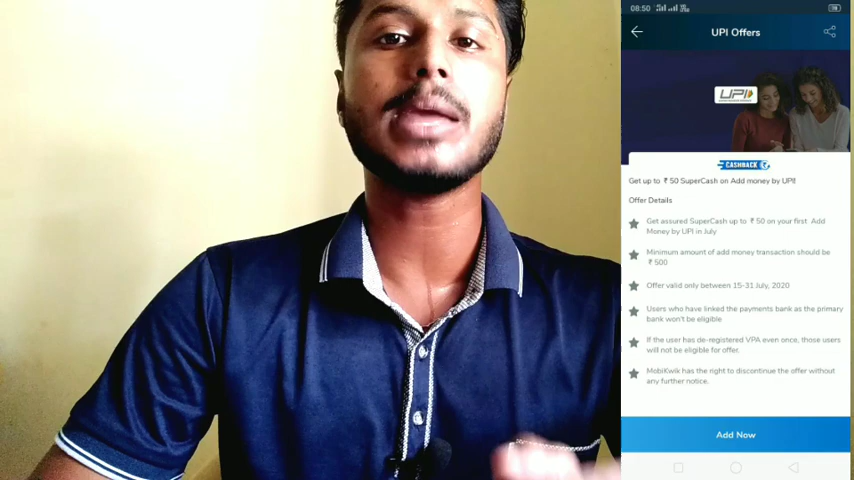 08:50
UPI Offers
UPI
CASHBACK
Get up to ₹ 50 SuperCash on Add money by UPI!
Offer Details
Get assured SuperCash up to ₹ 50 on your first Add
Money by UPI in July
Minimum amount of add money transaction should be
₹ 500
Offer valid only between 15-31 July, 2020
Users who have linked the payments bank as the primary
bank won't be eligible
If the user has de-registered VPA even once, those users
will not be eligible for offer.
MobiKwik has the right to discontinue the offer without
any further notice.
Add Now